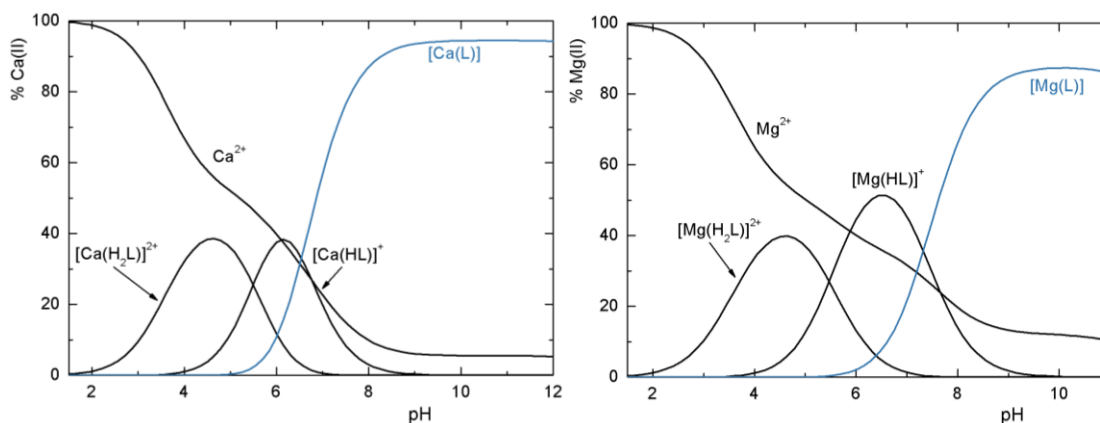 % Ca(II)
100
80
60
40
20
0
[Ca(L)]
Ca²⁺
[Ca(H₂L)]²⁺
[Ca(HL)]⁺
2 4 6 8 10 12
pH
% Mg(II)
100
80
60
40
20
0
[Mg(L)]
Mg²⁺
[Mg(HL)]⁺
[Mg(H₂L)]²⁺
2 4 6 8 10
pH